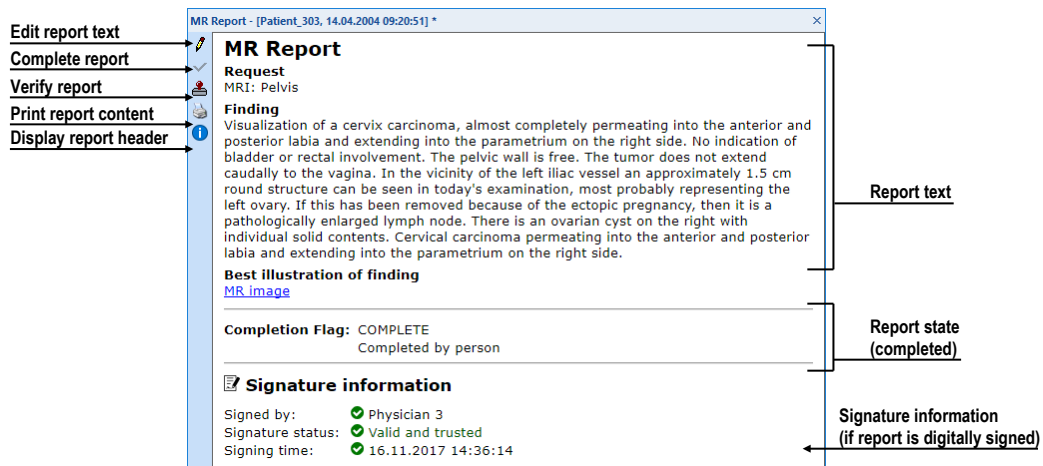 MR Report - [Patient_303, 14.04.2004 09:20:51] *
Edit report text
Complete report
Verify report
Print report content
Display report header
MR Report
Request
MRI: Pelvis
Finding
Visualization of a cervix carcinoma, almost completely permeating into the anterior and
posterior labia and extending into the parametrium on the right side. No indication of
bladder or rectal involvement. The pelvic wall is free. The tumor does not extend
caudally to the vagina. In the vicinity of the left iliac vessel an approximately 1.5 cm
round structure can be seen in today's examination, most probably representing the
left ovary. If this has been removed because of the ectopic pregnancy, then it is a
pathologically enlarged lymph node. There is an ovarian cyst on the right with
individual solid contents. Cervical carcinoma permeating into the anterior and posterior
labia and extending into the parametrium on the right side.
Best illustration of finding
MR image
Report text
Completion Flag: COMPLETE
Completed by person
Report state
(completed)
Signature information
Signed by: Physician 3
Signature status: Valid and trusted
Signing time: 16.11.2017 14:36:14
Signature information
(if report is digitally signed)